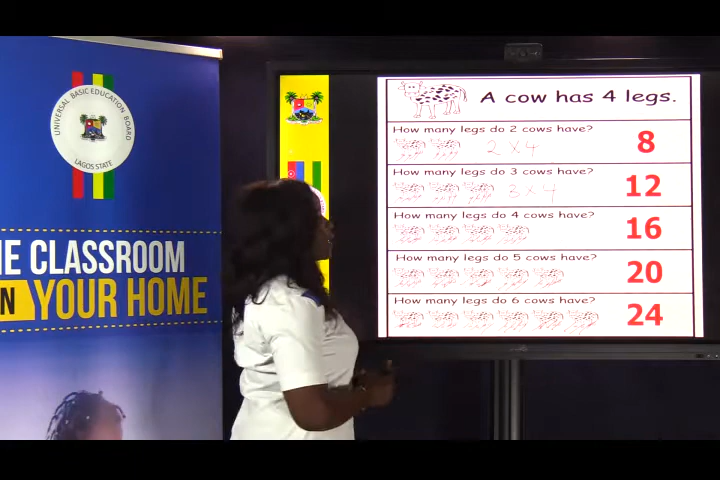 UNIVERSAL BASIC EDUCATION BOARD
LAGOS STATE
HE CLASSROOM
N YOUR HOME
A cow has 4 legs.
How many legs do 2 cows have?
2 x 4
8
How many legs do 3 cows have?
3 x 4
12
How many legs do 4 cows have?
16
How many legs do 5 cows have?
20
How many legs do 6 cows have?
24